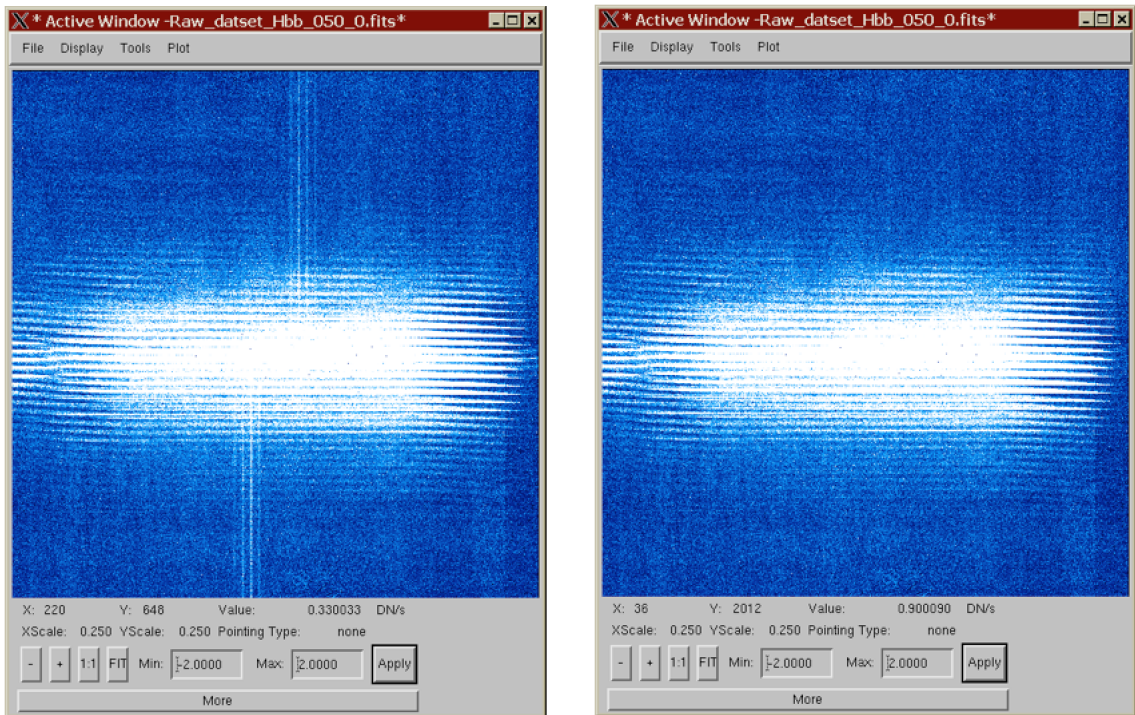 * Active Window -Raw_datset_Hbb_050_0.fits*
File Display Tools Plot
X: 220 Y: 648 Value: 0.330033 DN/s
XScale: 0.250 YScale: 0.250 Pointing Type: none
- + 1:1 FIT Min: -2.0000 Max: 2.0000 Apply
More
* Active Window -Raw_datset_Hbb_050_0.fits*
File Display Tools Plot
X: 36 Y: 2012 Value: 0.900090 DN/s
XScale: 0.250 YScale: 0.250 Pointing Type: none
- + 1:1 FIT Min: -2.0000 Max: 2.0000 Apply
More